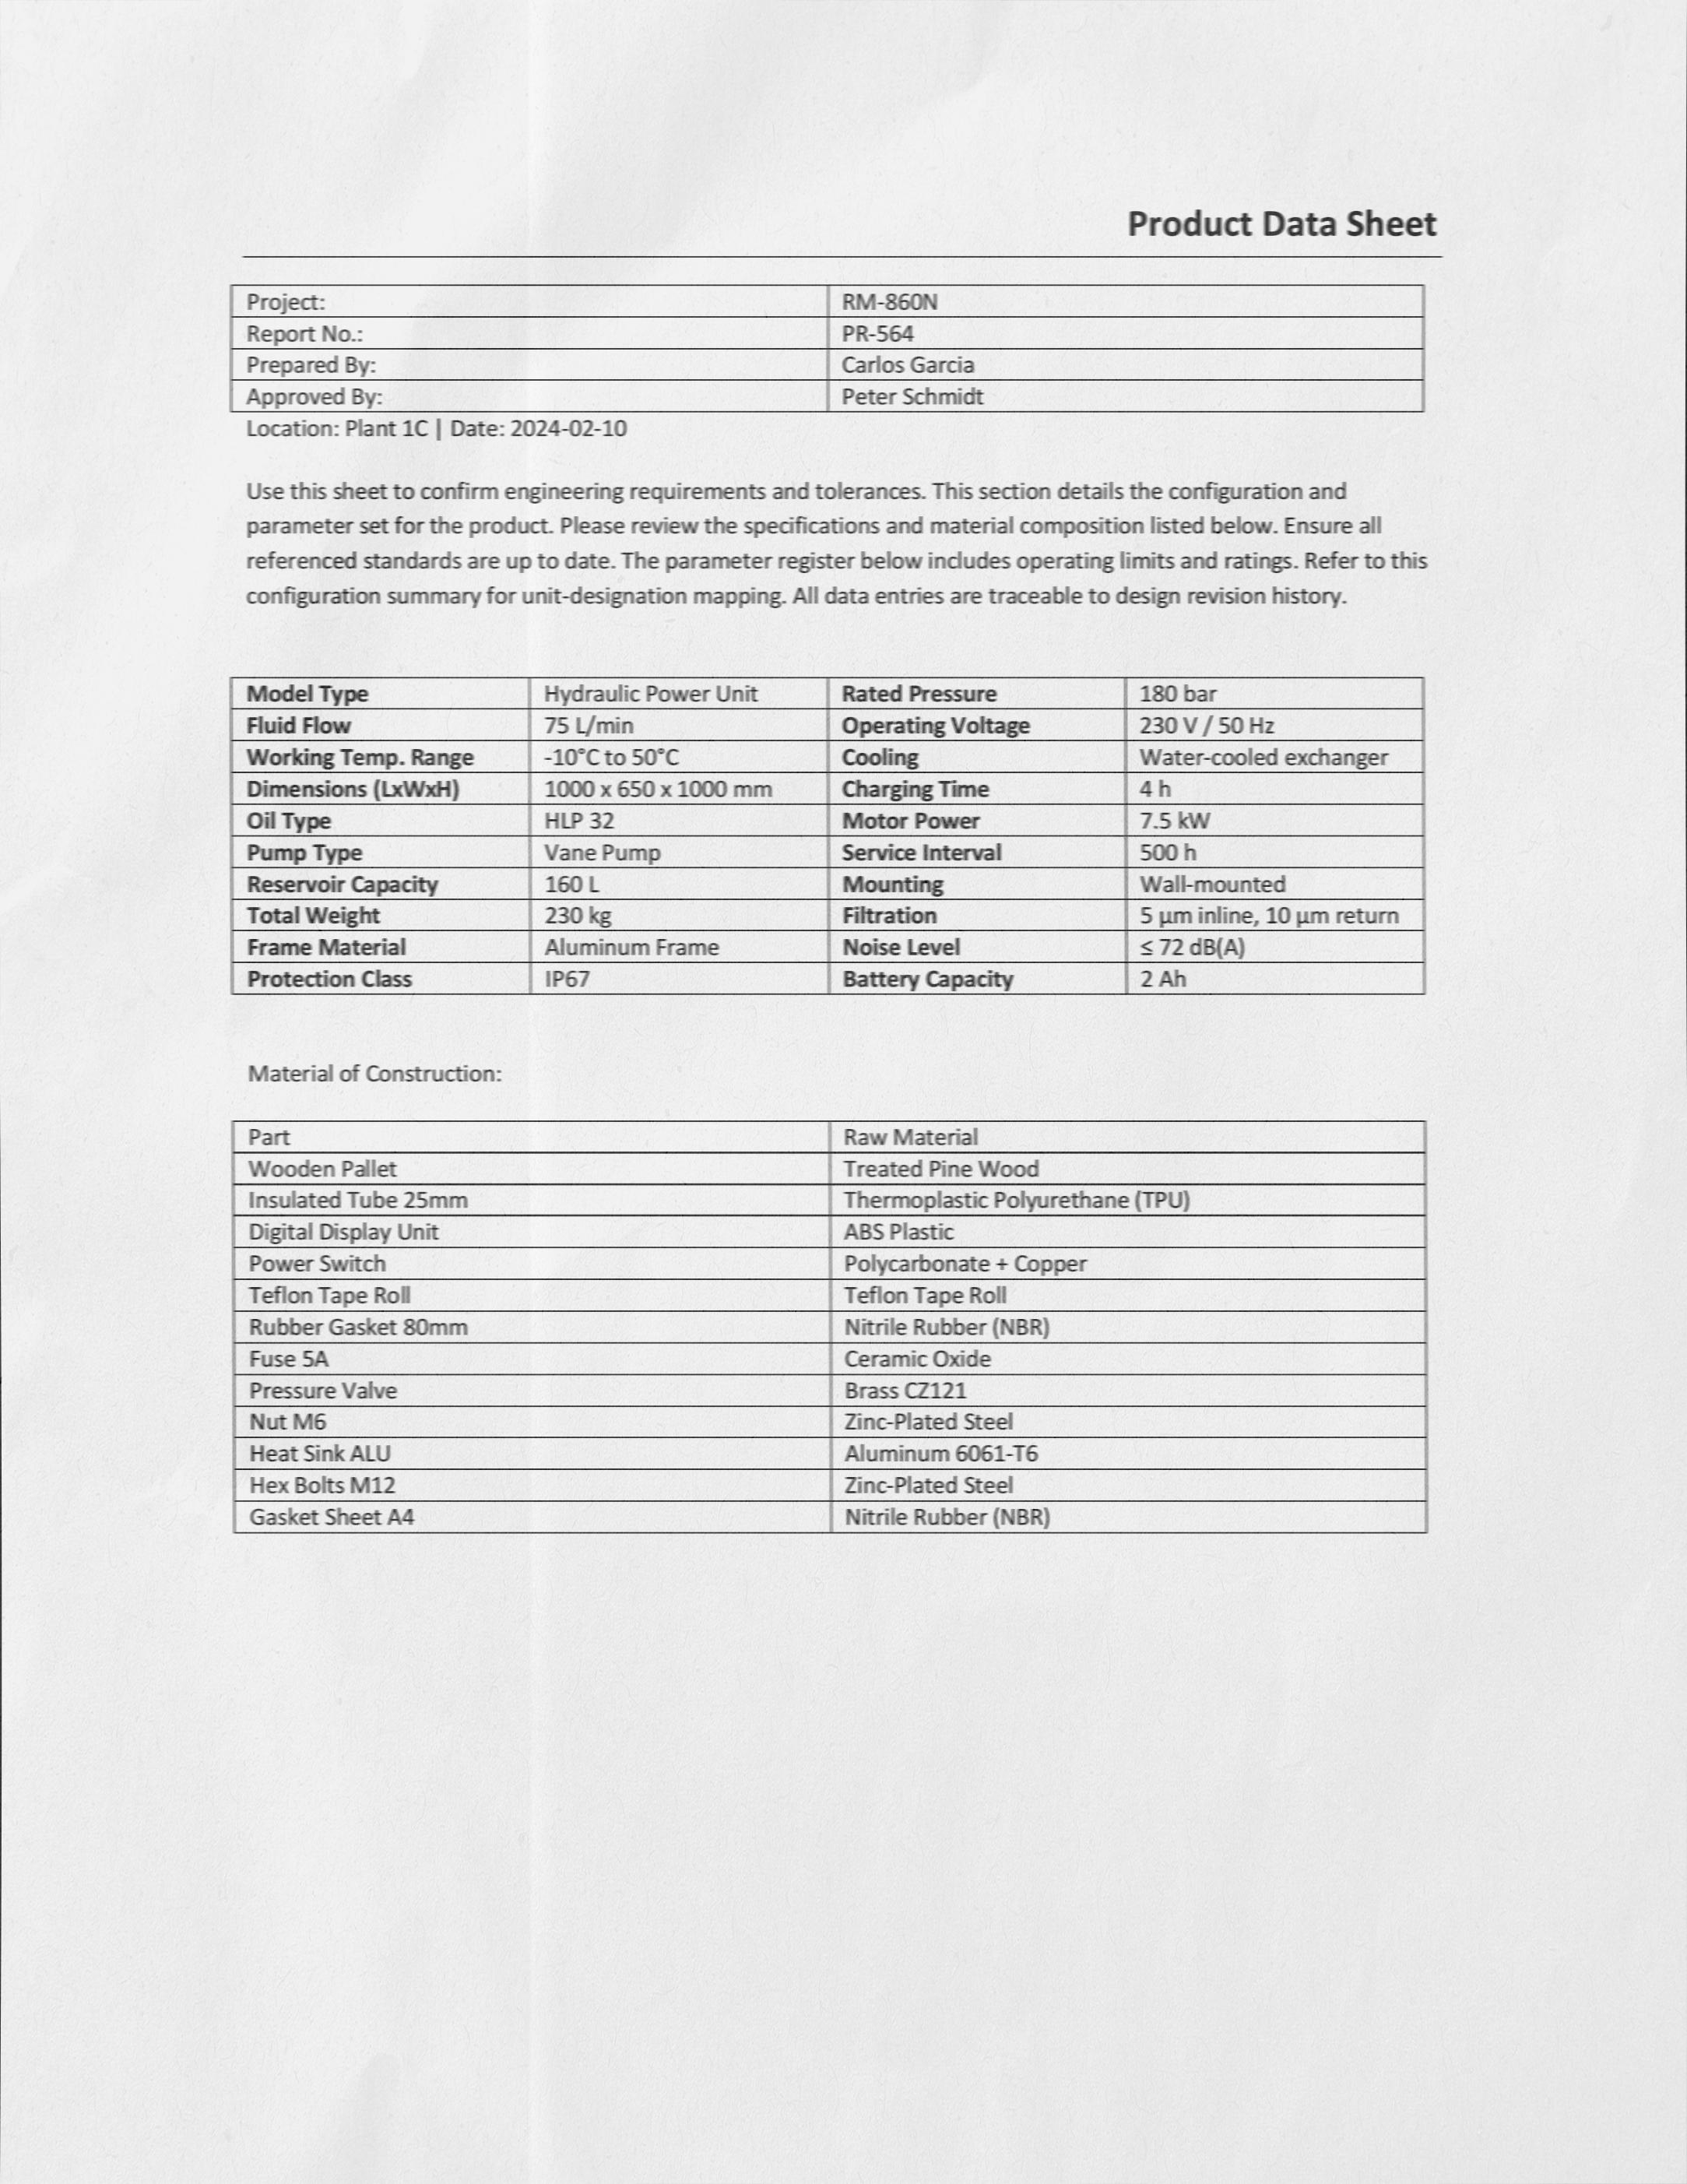 Product Data Sheet
Project: RM-860N
Report No.: PR-564
Prepared By: Carlos Garcia
Approved By: Peter Schmidt
Location: Plant 1C | Date: 2024-02-10
Use this sheet to confirm engineering requirements and tolerances. This section details the configuration and
parameter set for the product. Please review the specifications and material composition listed below. Ensure all
referenced standards are up to date. The parameter register below includes operating limits and ratings. Refer to this
configuration summary for unit-designation mapping. All data entries are traceable to design revision history.
Model Type Hydraulic Power Unit Rated Pressure 180 bar
Fluid Flow 75 L/min Operating Voltage 230 V / 50 Hz
Working Temp. Range -10°C to 50°C Cooling Water-cooled exchanger
Dimensions (LxWxH) 1000 x 650 x 1000 mm Charging Time 4 h
Oil Type HLP 32 Motor Power 7.5 kW
Pump Type Vane Pump Service Interval 500 h
Reservoir Capacity 160 L Mounting Wall-mounted
Total Weight 230 kg Filtration 5 µm inline, 10 µm return
Frame Material Aluminum Frame Noise Level ≤ 72 dB(A)
Protection Class IP67 Battery Capacity 2 Ah
Material of Construction:
Part Raw Material
Wooden Pallet Treated Pine Wood
Insulated Tube 25mm Thermoplastic Polyurethane (TPU)
Digital Display Unit ABS Plastic
Power Switch Polycarbonate + Copper
Teflon Tape Roll Teflon Tape Roll
Rubber Gasket 80mm Nitrile Rubber (NBR)
Fuse 5A Ceramic Oxide
Pressure Valve Brass CZ121
Nut M6 Zinc-Plated Steel
Heat Sink ALU Aluminum 6061-T6
Hex Bolts M12 Zinc-Plated Steel
Gasket Sheet A4 Nitrile Rubber (NBR)